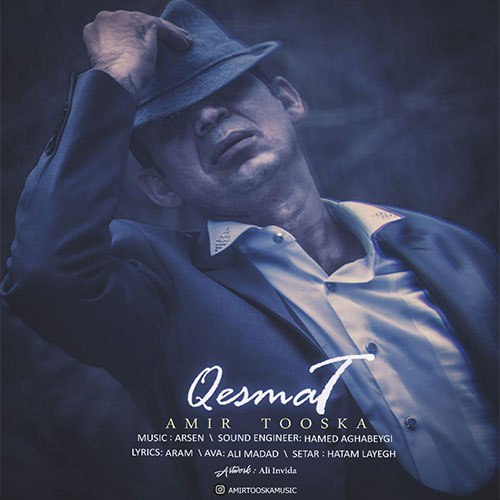 QesmaT
AMIR TOOSKA
MUSIC : ARSEN \ SOUND ENGINEER: HAMED AGHABEYGI
LYRICS: ARAM \ AVA: ALI MADAD \ SETAR : HATAM LAYEGH
Artwork : Ali Invida
AMIRTOOSKAMUSIC